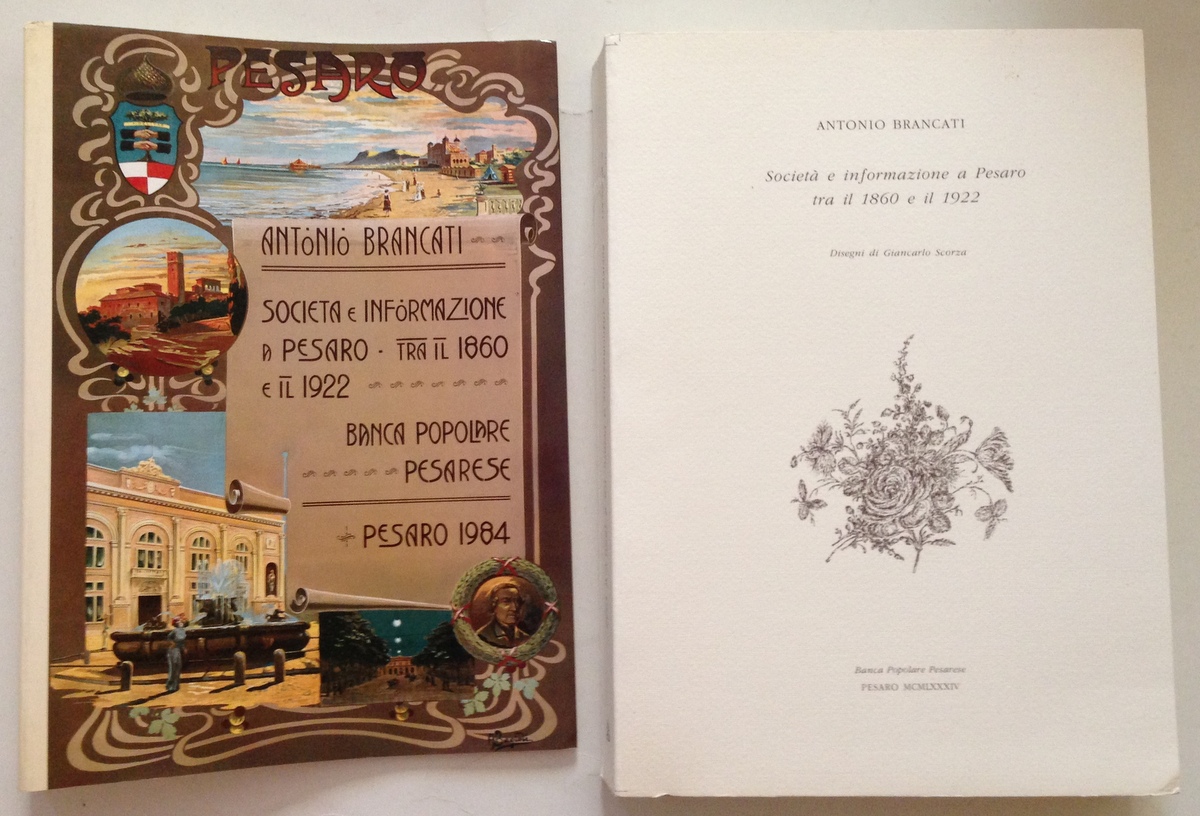 PESARO
ANTONIO BRANCATI
SOCIETA E INFORMAZIONE
A PESARO · TRA IL 1860
E IL 1922
BANCA POPOLARE
PESARESE
PESARO 1984
ANTONIO BRANCATI
Società e informazione a Pesaro
tra il 1860 e il 1922
Disegni di Giancarlo Scorza
Banca Popolare Pesarese
PESARO MCMLXXXIV